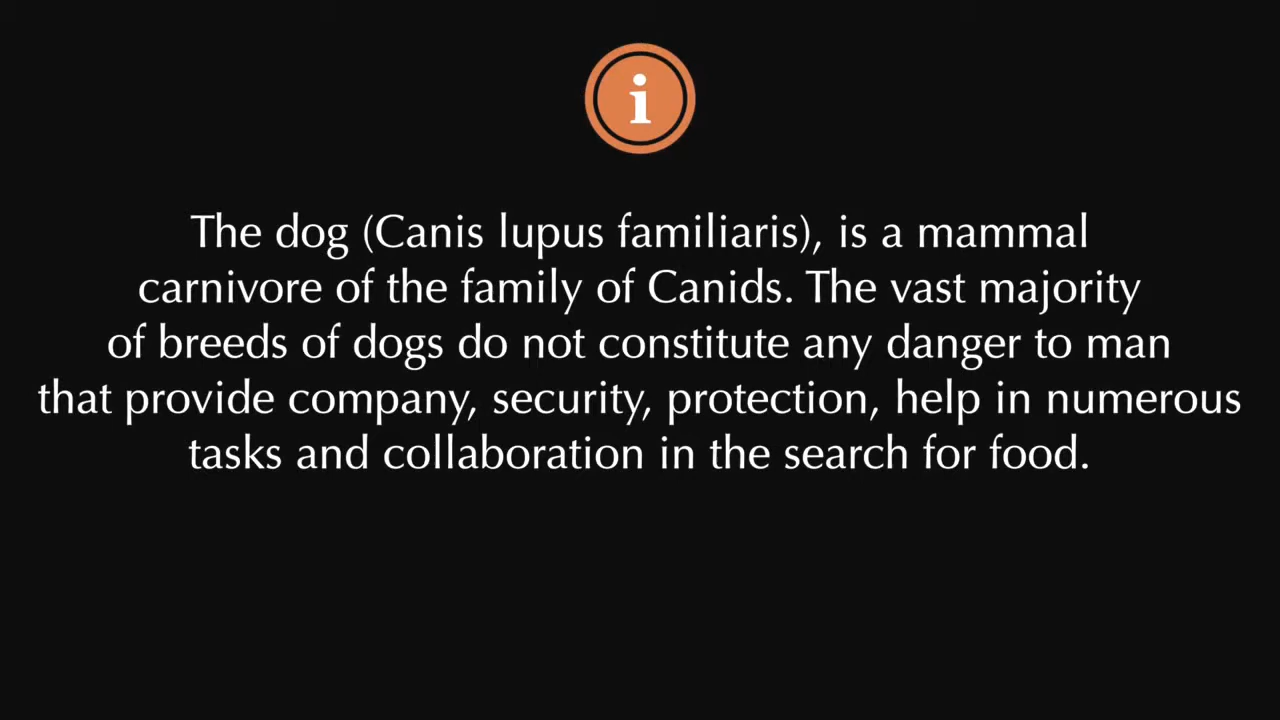 i
The dog (Canis lupus familiaris), is a mammal
carnivore of the family of Canids. The vast majority
of breeds of dogs do not constitute any danger to man
that provide company, security, protection, help in numerous
tasks and collaboration in the search for food.